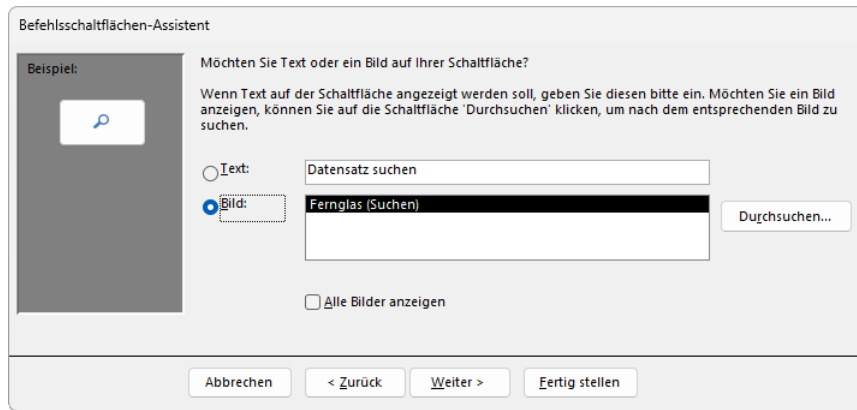 Befehlsschaltflächen-Assistent
Beispiel:
Möchten Sie Text oder ein Bild auf Ihrer Schaltfläche?
Wenn Text auf der Schaltfläche angezeigt werden soll, geben Sie diesen bitte ein. Möchten Sie ein Bild
anzeigen, können Sie auf die Schaltfläche 'Durchsuchen' klicken, um nach dem entsprechenden Bild zu
suchen.
Text:
Datensatz suchen
Bild:
Fernglas (Suchen)
Durchsuchen...
Alle Bilder anzeigen
Abbrechen
< Zurück
Weiter >
Fertig stellen